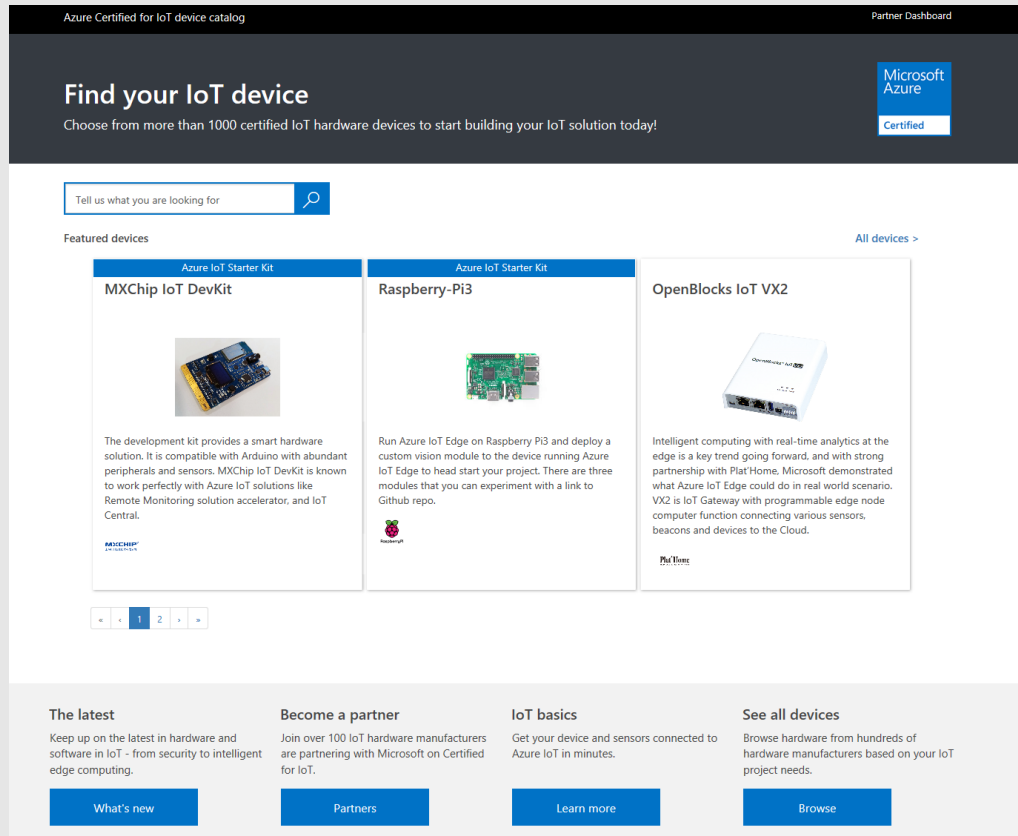 Azure Certified for IoT device catalog
Partner Dashboard
Find your IoT device
Choose from more than 1000 certified IoT hardware devices to start building your IoT solution today!
Microsoft
Azure
Certified
Tell us what you are looking for
Featured devices
All devices >
Azure IoT Starter Kit
MXChip IoT DevKit
The development kit provides a smart hardware
solution. It is compatible with Arduino with abundant
peripherals and sensors. MXChip IoT DevKit is known
to work perfectly with Azure IoT solutions like
Remote Monitoring solution accelerator, and IoT
Central.
MXCHIP
Azure IoT Starter Kit
Raspberry-Pi3
Run Azure IoT Edge on Raspberry Pi3 and deploy a
custom vision module to the device running Azure
IoT Edge to head start your project. There are three
modules that you can experiment with a link to
Github repo.
RaspberryPi
OpenBlocks IoT VX2
OpenBlocks IoT
Intelligent computing with real-time analytics at the
edge is a key trend going forward, and with strong
partnership with Plat'Home, Microsoft demonstrated
what Azure IoT Edge could do in real world scenario.
VX2 is IoT Gateway with programmable edge node
computer function connecting various sensors,
beacons and devices to the Cloud.
Plat'Home
« ‹ 1 2 › »
The latest
Keep up on the latest in hardware and
software in IoT - from security to intelligent
edge computing.
What's new
Become a partner
Join over 100 IoT hardware manufacturers
are partnering with Microsoft on Certified
for IoT.
Partners
IoT basics
Get your device and sensors connected to
Azure IoT in minutes.
Learn more
See all devices
Browse hardware from hundreds of
hardware manufacturers based on your IoT
project needs.
Browse